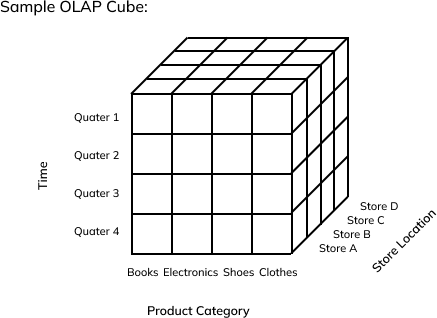 Sample OLAP Cube:
Quater 1
Quater 2
Quater 3
Quater 4
Time
Store D
Store C
Store B
Store A
Store Location
Books Electronics Shoes Clothes
Product Category